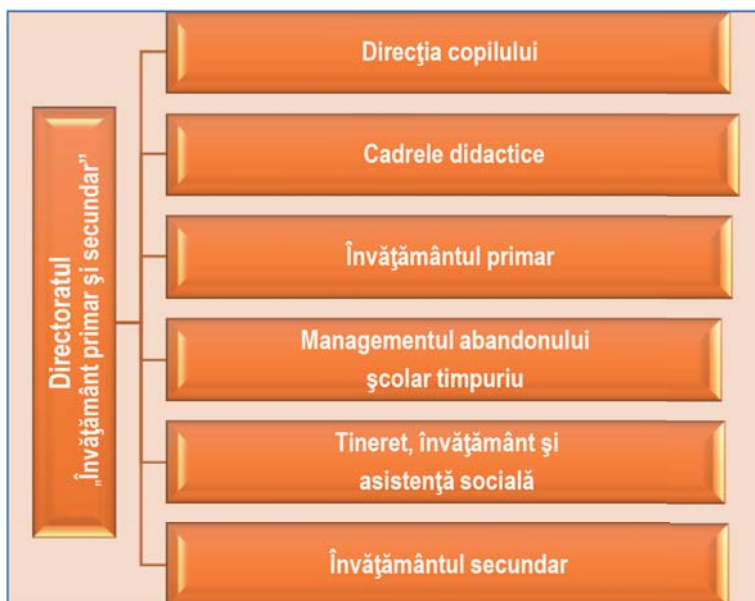 Directoratul
„Învăţământ primar şi secundar”
Direcţia copilului
Cadrele didactice
Învăţământul primar
Managementul abandonului
şcolar timpuriu
Tineret, învăţământ şi
asistenţă socială
Învăţământul secundar